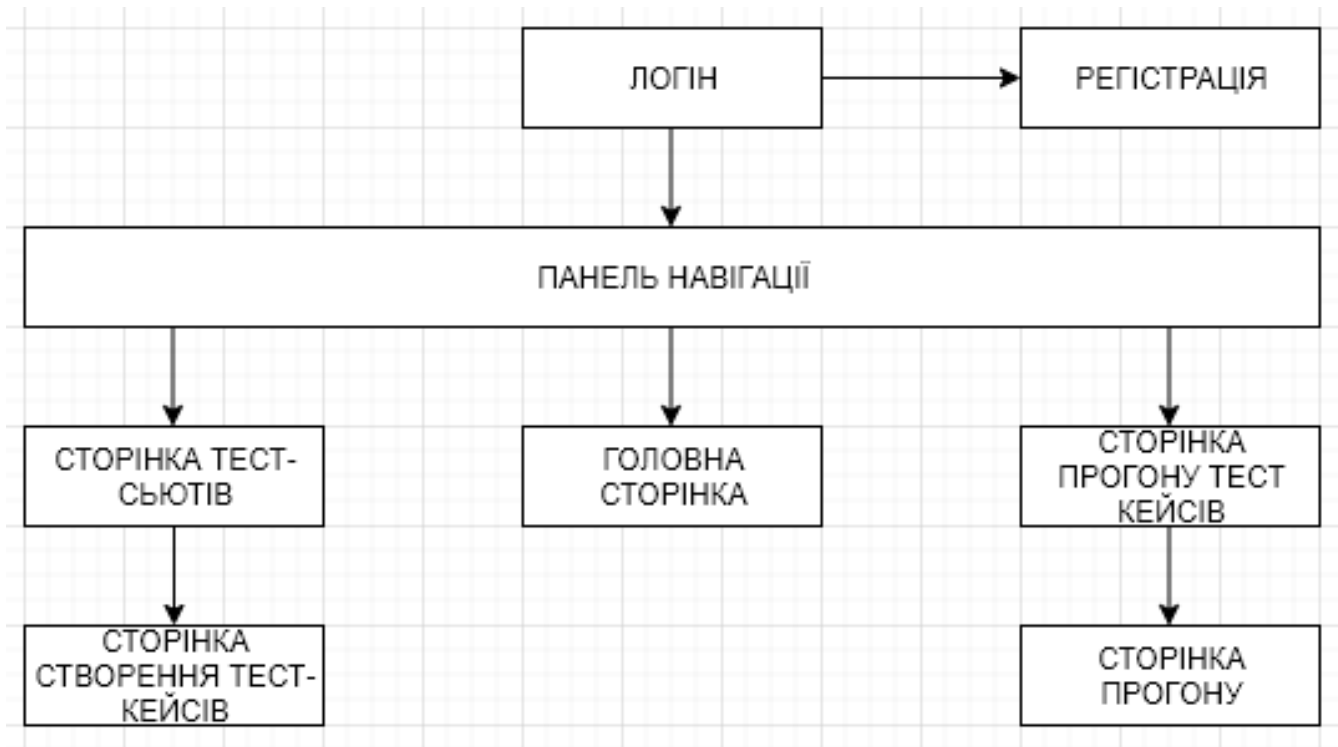 ЛОГІН
РЕГІСТРАЦІЯ
ПАНЕЛЬ НАВІГАЦІЇ
СТОРІНКА ТЕСТ-
СЬЮТІВ
ГОЛОВНА
СТОРІНКА
СТОРІНКА
ПРОГОНУ ТЕСТ
КЕЙСІВ
СТОРІНКА
СТВОРЕННЯ ТЕСТ-
КЕЙСІВ
СТОРІНКА
ПРОГОНУ